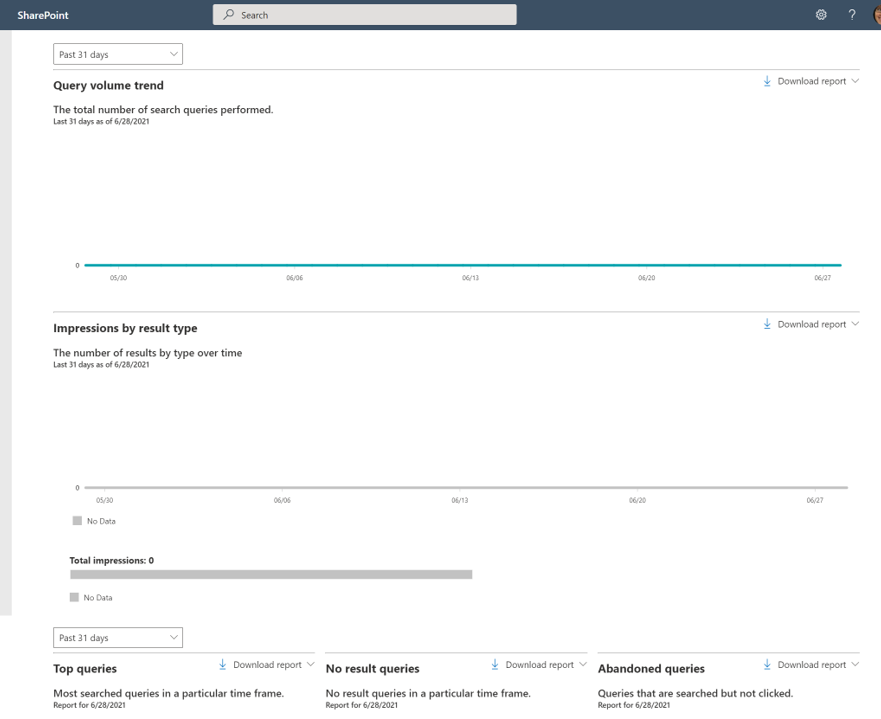 SharePoint
Search
?
Past 31 days
Query volume trend
Download report
The total number of search queries performed.
Last 31 days as of 6/28/2021
0
05/30 06/06 06/13 06/20 06/27
Impressions by result type
Download report
The number of results by type over time
Last 31 days as of 6/28/2021
0
05/30 06/06 06/13 06/20 06/27
No Data
Total impressions: 0
No Data
Past 31 days
Top queries Download report No result queries Download report Abandoned queries Download report
Most searched queries in a particular time frame. No result queries in a particular time frame. Queries that are searched but not clicked.
Report for 6/28/2021 Report for 6/28/2021 Report for 6/28/2021